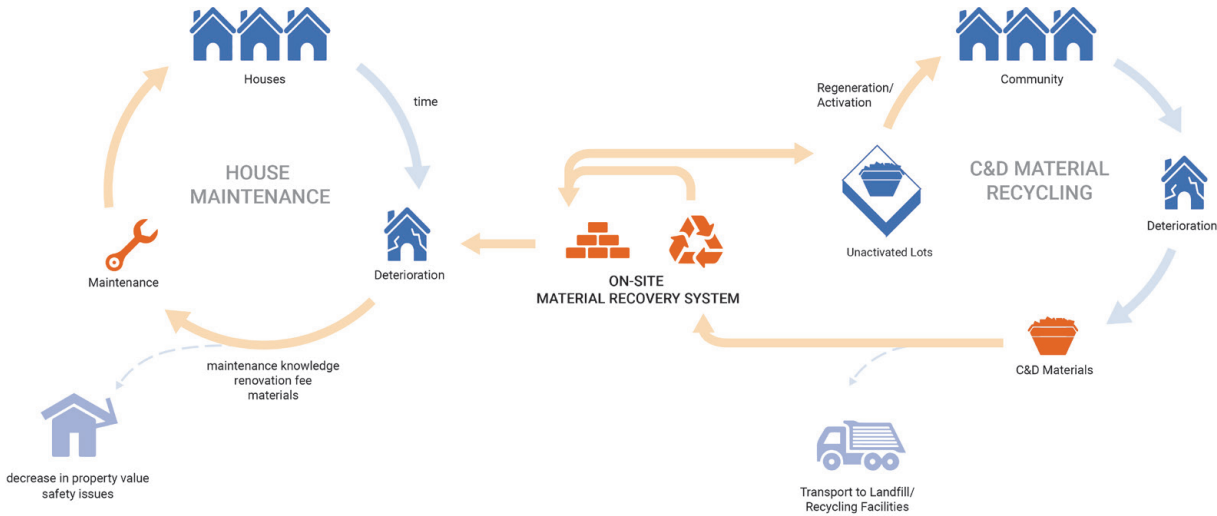 Houses
time
HOUSE
MAINTENANCE
Maintenance
Deterioration
maintenance knowledge
renovation fee
materials
decrease in property value
safety issues
ON-SITE
MATERIAL RECOVERY SYSTEM
Regeneration/
Activation
Community
C&D MATERIAL
RECYCLING
Unactivated Lots
Deterioration
C&D Materials
Transport to Landfill/
Recycling Facilities